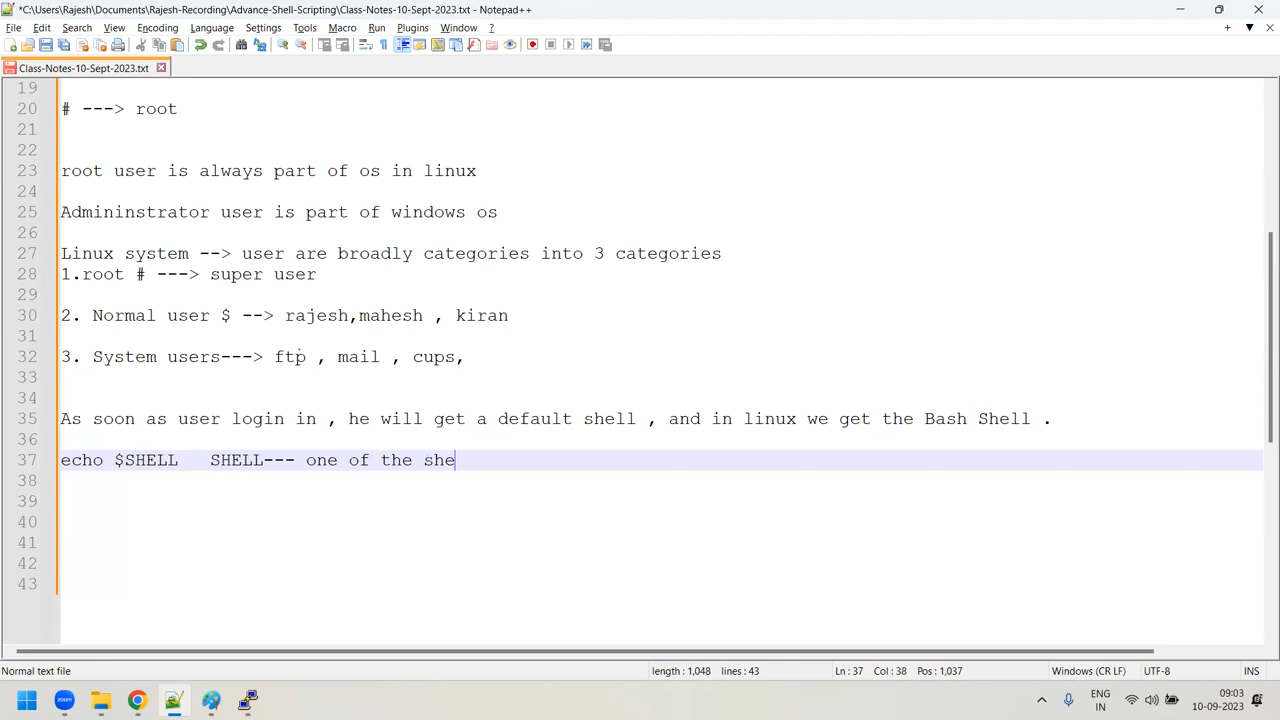 *C:\Users\Rajesh\Documents\Rajesh-Recording\Advance-Shell-Scripting\Class-Notes-10-Sept-2023.txt - Notepad++
File Edit Search View Encoding Language Settings Tools Macro Run Plugins Window ?
Class-Notes-10-Sept-2023.txt
19
20 # ---> root
21
22
23 root user is always part of os in linux
24
25 Admininstrator user is part of windows os
26
27 Linux system --> user are broadly categories into 3 categories
28 1.root # ---> super user
29
30 2. Normal user $ --> rajesh,mahesh , kiran
31
32 3. System users---> ftp , mail , cups,
33
34
35 As soon as user login in , he will get a default shell , and in linux we get the Bash Shell .
36
37 echo $SHELL   SHELL--- one of the she
38
39
40
41
42
43
Normal text file length : 1,048 lines : 43 Ln : 37 Col : 38 Pos : 1,037 Windows (CR LF) UTF-8 INS
zoom ENG 09:03
IN 10-09-2023